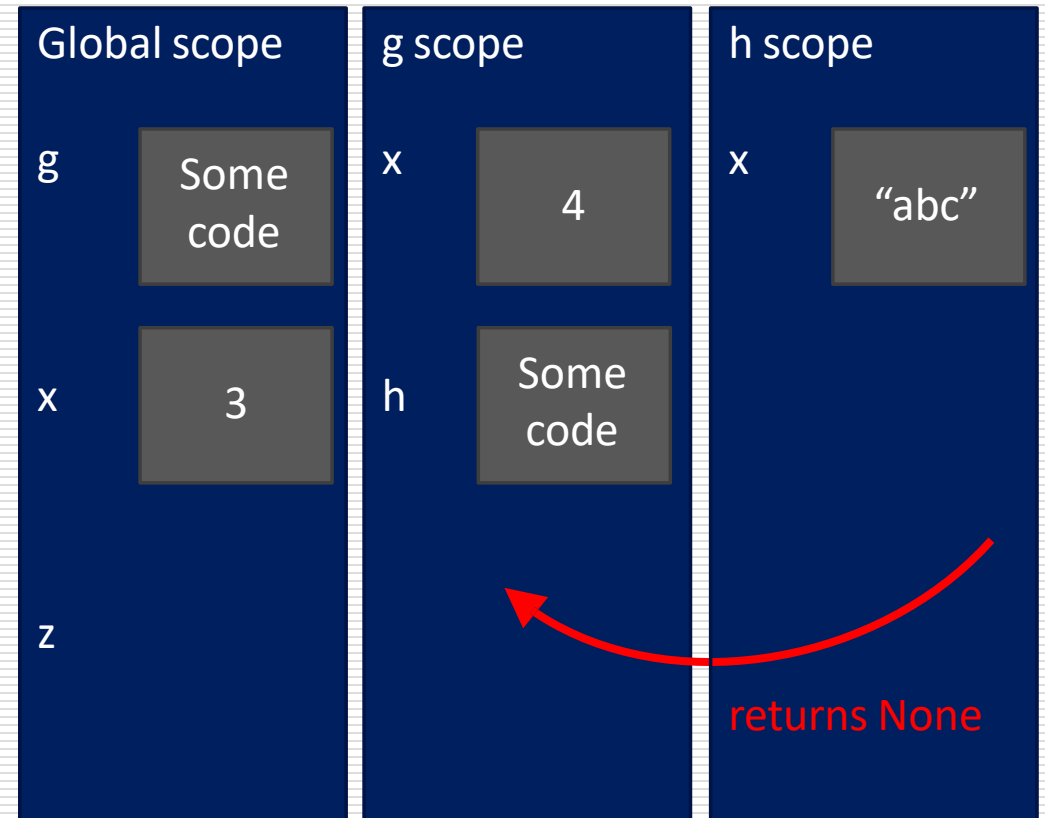 Global scope
g
Some
code
x
3
z
g scope
x
4
h
Some
code
h scope
x
“abc”
returns None